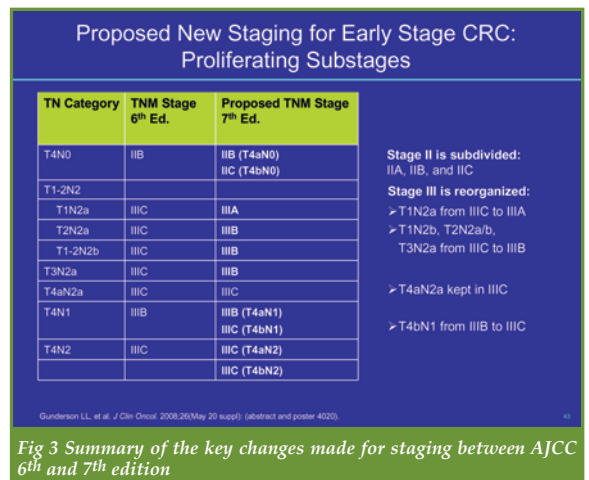 Proposed New Staging for Early Stage CRC:
Proliferating Substages
TN Category TNM Stage 6th Ed. Proposed TNM Stage 7th Ed.
T4N0 IIB IIB (T4aN0)
IIC (T4bN0)
T1-2N2
T1N2a IIIC IIIA
T2N2a IIIC IIIB
T1-2N2b IIIC IIIB
T3N2a IIIC IIIB
T4aN2a IIIC IIIC
T4N1 IIIB IIIB (T4aN1)
IIIC (T4bN1)
T4N2 IIIC IIIC (T4aN2)
IIIC (T4bN2)
Stage II is subdivided:
IIA, IIB, and IIC
Stage III is reorganized:
➢T1N2a from IIIC to IIIA
➢T1N2b, T2N2a/b,
T3N2a from IIIC to IIIB
➢T4aN2a kept in IIIC
➢T4bN1 from IIIB to IIIC
Gunderson LL, et al. J Clin Oncol. 2008;26(May 20 suppl): (abstract and poster 4020).
43
Fig 3 Summary of the key changes made for staging between AJCC
6th and 7th edition